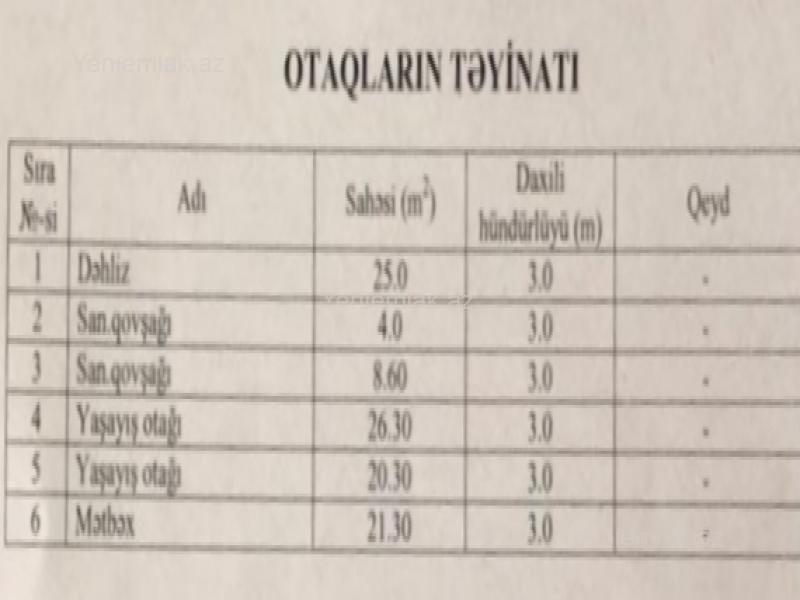 Yeniemlak.az
OTAQLARIN TƏYİNATI
Sıra №-si Adı Sahəsi (m²) Daxili hündürlüyü (m) Qeyd
1 Dəhliz 25.0 3.0 -
Yeniemlak.az
2 San.qovşağı 4.0 3.0 -
3 San.qovşağı 8.60 3.0 -
4 Yaşayış otağı 26.30 3.0 -
5 Yaşayış otağı 20.30 3.0 -
6 Mətbəx 21.30 3.0 -